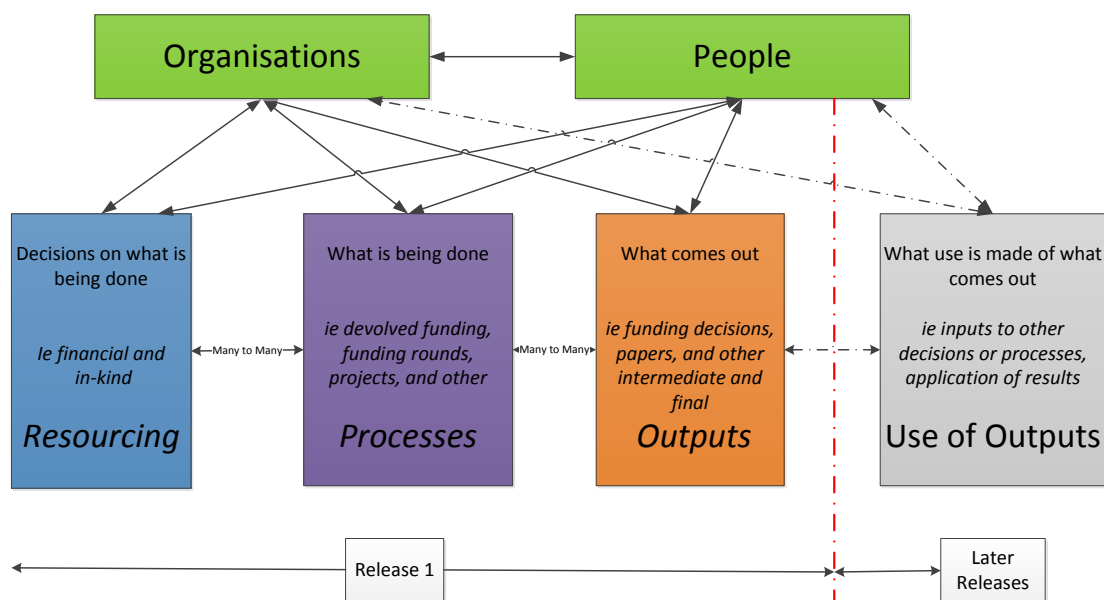 Organisations
People
Decisions on what is
being done
Ie financial and
in-kind
Resourcing
Many to Many
What is being done
ie devolved funding,
funding rounds,
projects, and other
Processes
Many to Many
What comes out
ie funding decisions,
papers, and other
intermediate and
final
Outputs
What use is made of what
comes out
ie inputs to other
decisions or processes,
application of results
Use of Outputs
Release 1
Later
Releases